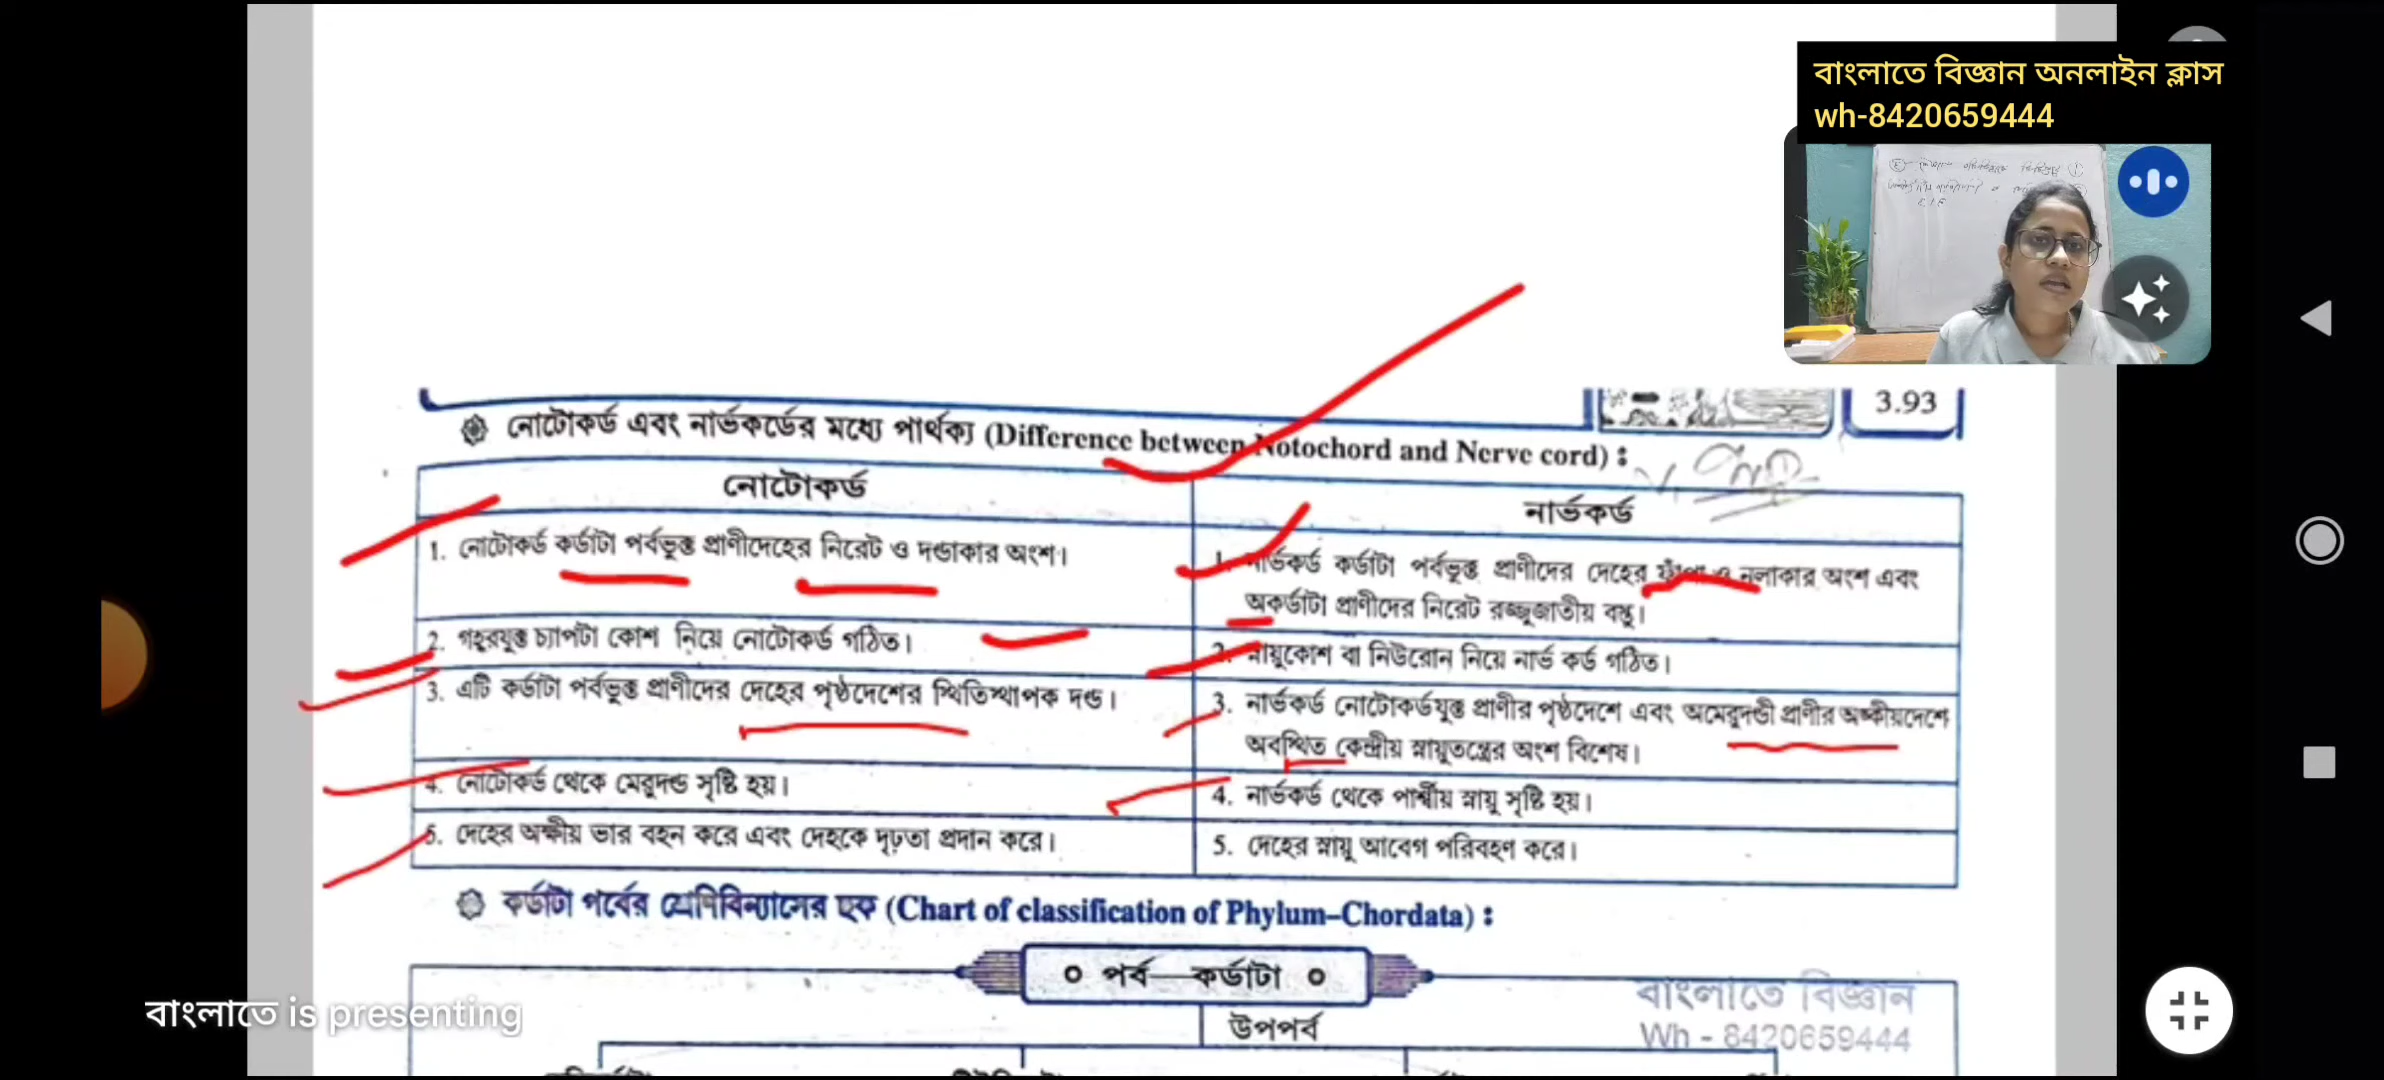 বাংলাতে বিজ্ঞান অনলাইন ক্লাস
wh-8420659444
3.93
নোটোকর্ড এবং নার্ভকর্ডের মধ্যে পার্থক্য (Difference between Notochord and Nerve cord) :
নোটোকর্ড
নার্ভকর্ড
1. নোটোকর্ড কর্ডাটা পর্বভুক্ত প্রাণীদেহের নিরেট ও দণ্ডাকার অংশ।
1. নার্ভকর্ড কর্ডাটা পর্বভুক্ত প্রাণীদের দেহের ফাঁপা ও নলাকার অংশ এবং
অকর্ডাটা প্রাণীদের নিরেট রজ্জুজাতীয় বস্তু।
2. গহ্বরযুক্ত চ্যাপটা কোশ নিয়ে নোটোকর্ড গঠিত।
2. স্নায়ুকোশ বা নিউরোন নিয়ে নার্ভ কর্ড গঠিত।
3. এটি কর্ডাটা পর্বভুক্ত প্রাণীদের দেহের পৃষ্ঠদেশের স্থিতিস্থাপক দণ্ড।
3. নার্ভকর্ড নোটোকর্ডযুক্ত প্রাণীর পৃষ্ঠদেশে এবং অমেরুদণ্ডী প্রাণীর অঙ্কীয়দেশে
অবস্থিত কেন্দ্রীয় স্নায়ুতন্ত্রের অংশ বিশেষ।
4. নোটোকর্ড থেকে মেরুদন্ড সৃষ্টি হয়।
4. নার্ভকর্ড থেকে পার্শ্বীয় স্নায়ু সৃষ্টি হয়।
5. দেহের অক্ষীয় ভার বহন করে এবং দেহকে দৃঢ়তা প্রদান করে।
5. দেহের স্নায়ু আবেগ পরিবহণ করে।
কর্ডাটা পর্বের শ্রেণিবিন্যাসের ছক (Chart of classification of Phylum–Chordata) :
পর্ব— কর্ডাটা
উপপর্ব
বাংলাতে বিজ্ঞান
Wh - 8420659444
বাংলাতে is presenting